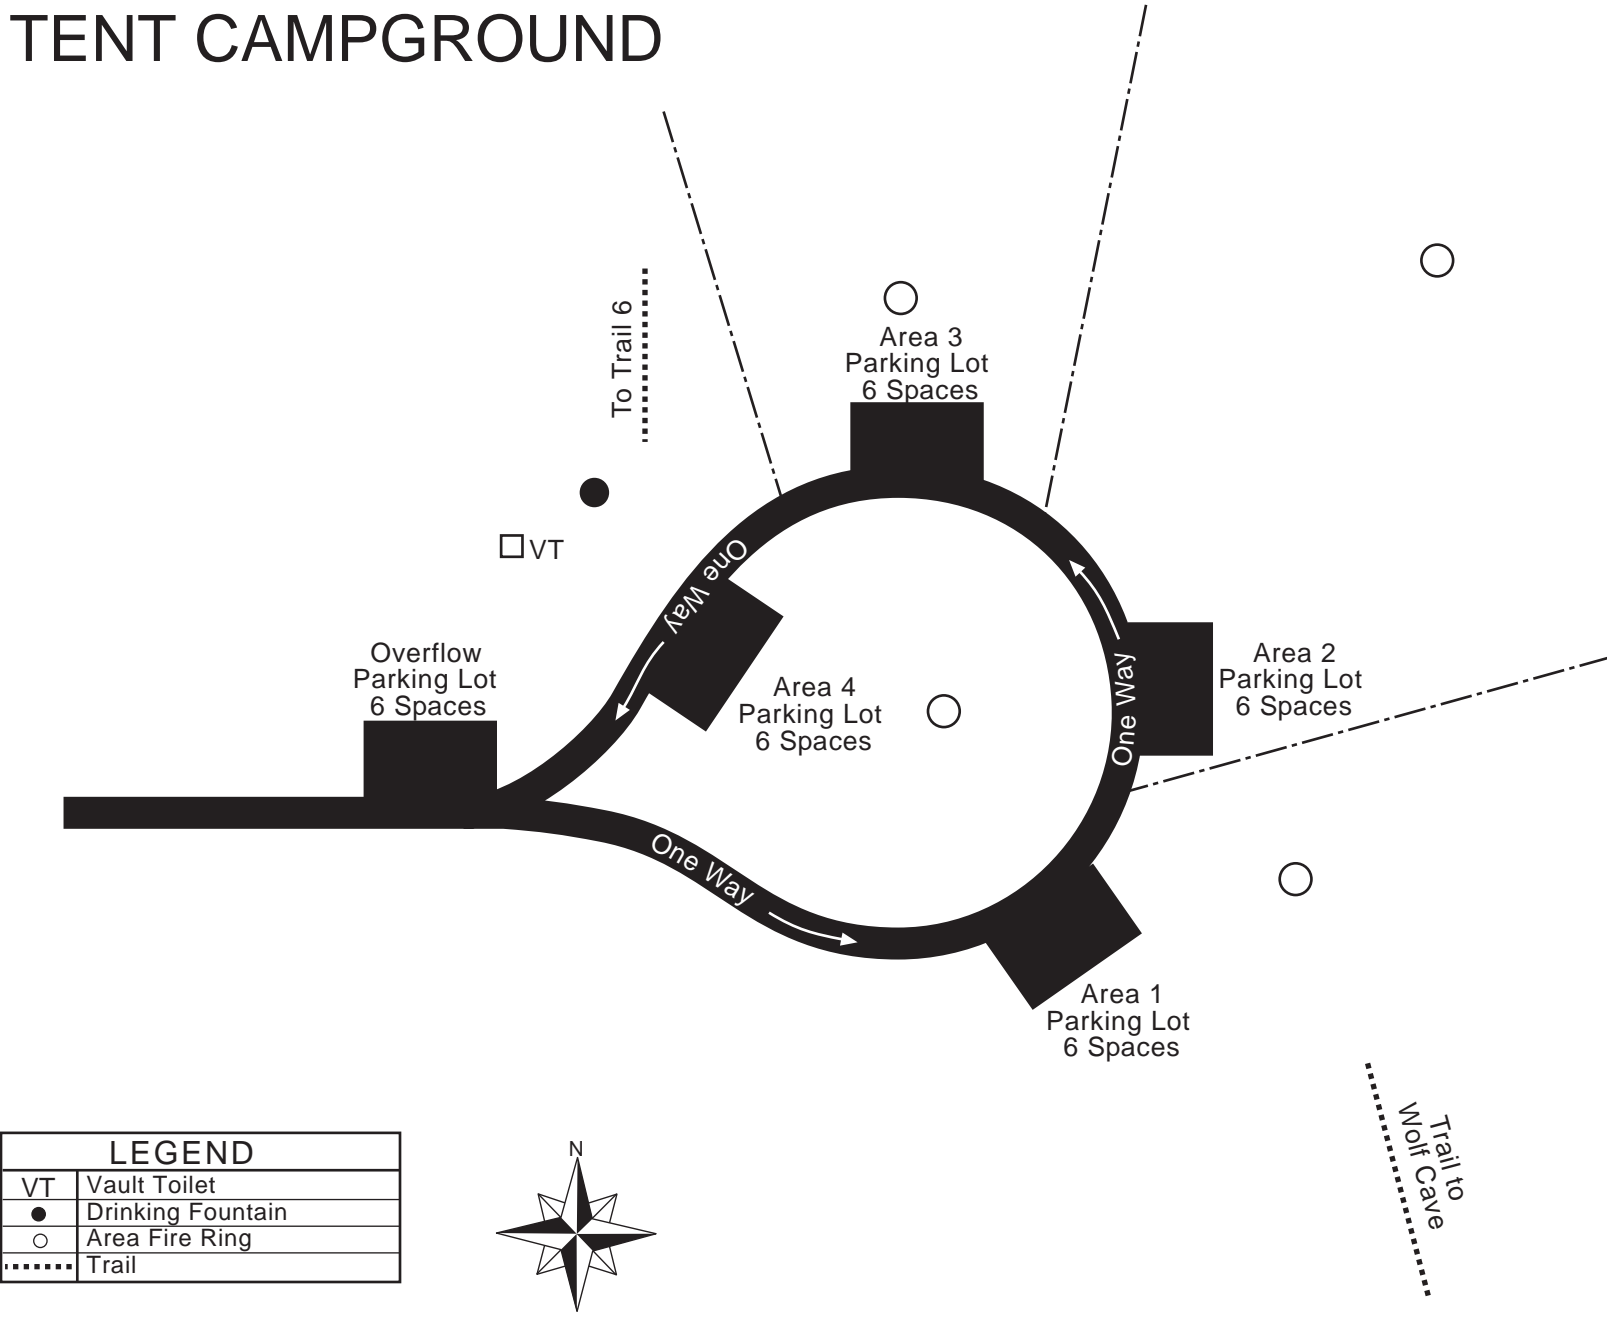 TENT CAMPGROUND
To Trail 6
Area 3
Parking Lot
6 Spaces
VT
One Way
Overflow
Parking Lot
6 Spaces
Area 4
Parking Lot
6 Spaces
One Way
Area 2
Parking Lot
6 Spaces
One Way
Area 1
Parking Lot
6 Spaces
Trail to
Wolf Cave
LEGEND
VT Vault Toilet
Drinking Fountain
Area Fire Ring
Trail
N